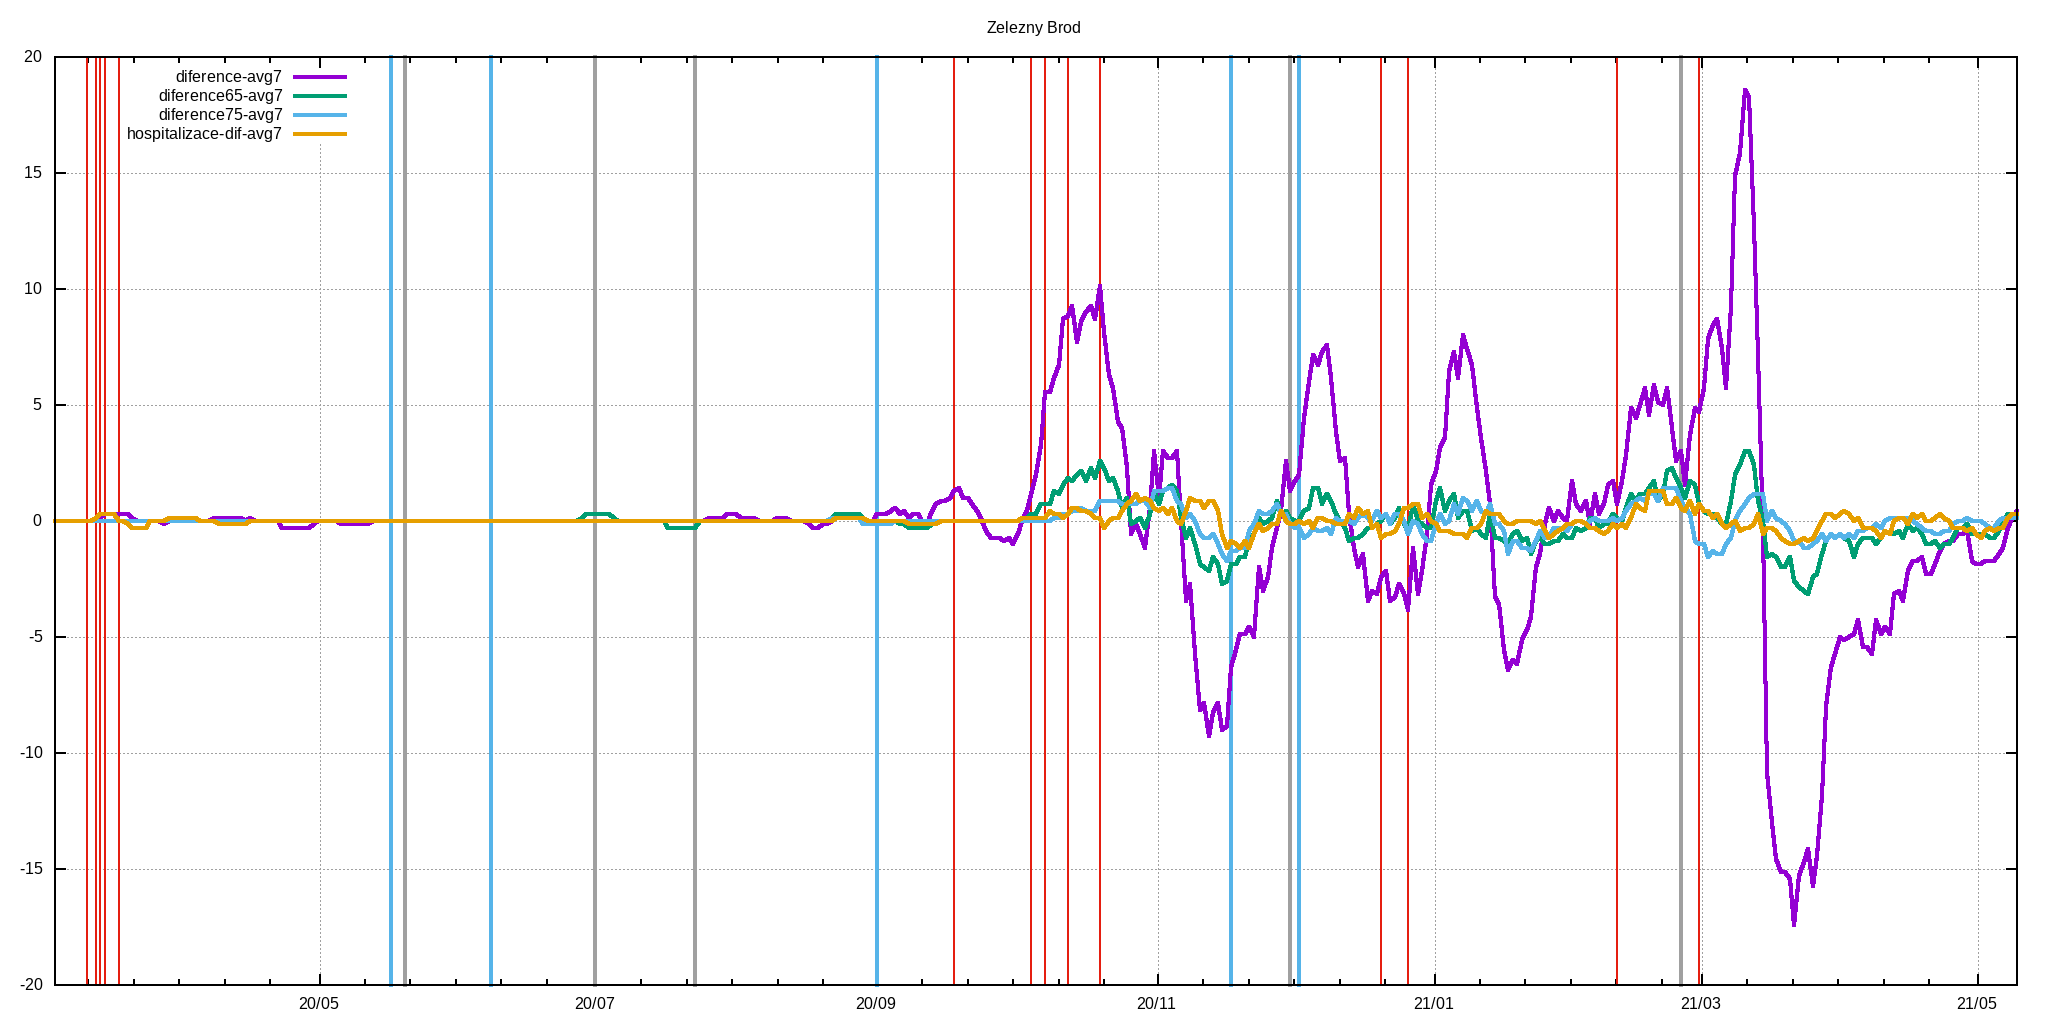 Zelezny Brod
20
diference-avg7
diference65-avg7
diference75-avg7
hospitalizace-dif-avg7
15
10
5
0
-5
-10
-15
-20
20/05 20/07 20/09 20/11 21/01 21/03 21/05